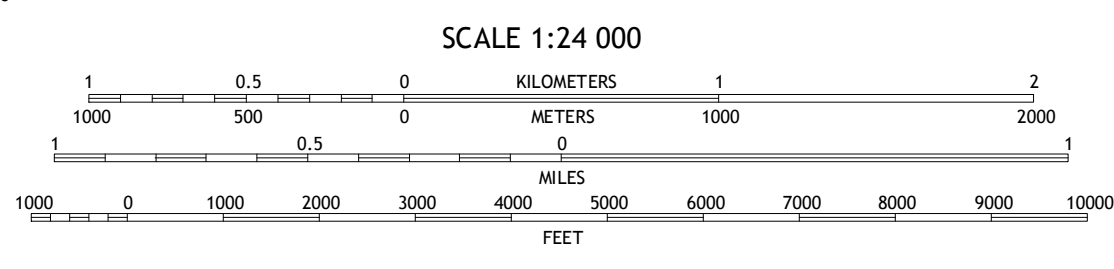 SCALE 1:24 000
1 0.5 0 KILOMETERS 1 2
1000 500 0 METERS 1000 2000
1 0.5 0 1
MILES
1000 0 1000 2000 3000 4000 5000 6000 7000 8000 9000 10000
FEET